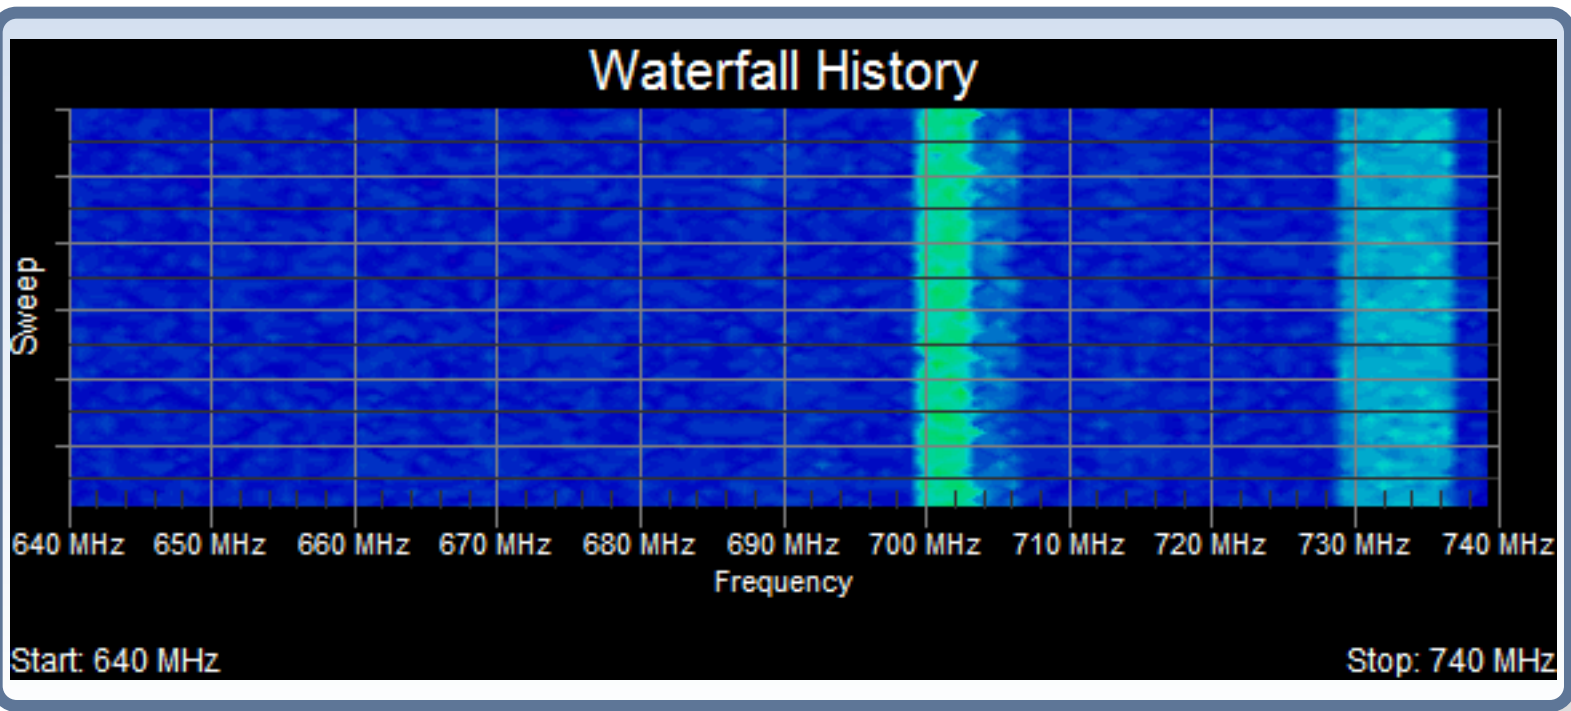 Waterfall History
Sweep
640 MHz 650 MHz 660 MHz 670 MHz 680 MHz 690 MHz 700 MHz 710 MHz 720 MHz 730 MHz 740 MHz
Frequency
Start: 640 MHz
Stop: 740 MHz